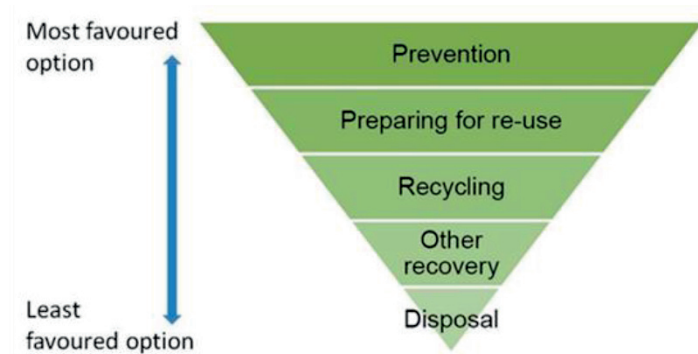 Most favoured
option
Prevention
Preparing for re-use
Recycling
Other
recovery
Disposal
Least
favoured option